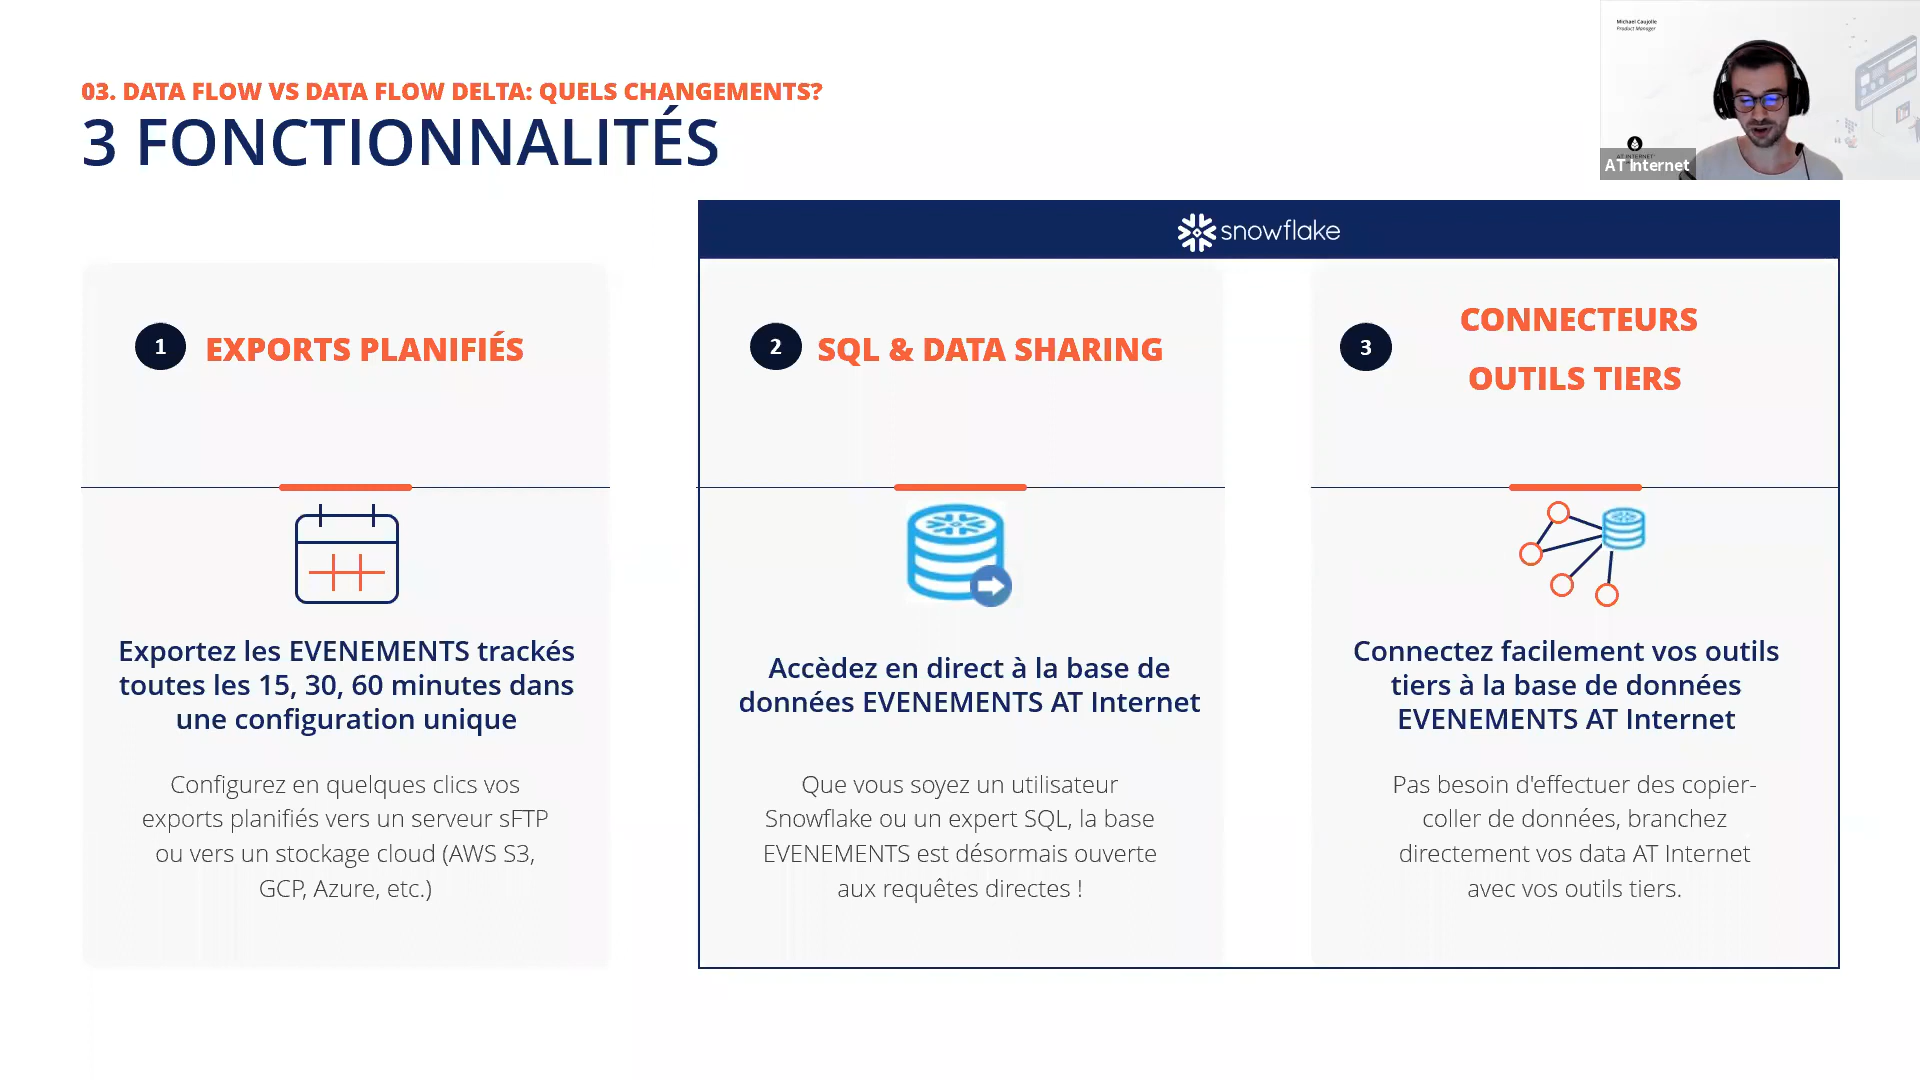 Michael Caujolle
Product Manager
AT Internet
03. DATA FLOW VS DATA FLOW DELTA: QUELS CHANGEMENTS?
3 FONCTIONNALITÉS
snowflake
1 EXPORTS PLANIFIÉS
Exportez les EVENEMENTS trackés
toutes les 15, 30, 60 minutes dans
une configuration unique
Configurez en quelques clics vos
exports planifiés vers un serveur sFTP
ou vers un stockage cloud (AWS S3,
GCP, Azure, etc.)
2 SQL & DATA SHARING
Accèdez en direct à la base de
données EVENEMENTS AT Internet
Que vous soyez un utilisateur
Snowflake ou un expert SQL, la base
EVENEMENTS est désormais ouverte
aux requêtes directes !
3 CONNECTEURS
OUTILS TIERS
Connectez facilement vos outils
tiers à la base de données
EVENEMENTS AT Internet
Pas besoin d'effectuer des copier-
coller de données, branchez
directement vos data AT Internet
avec vos outils tiers.